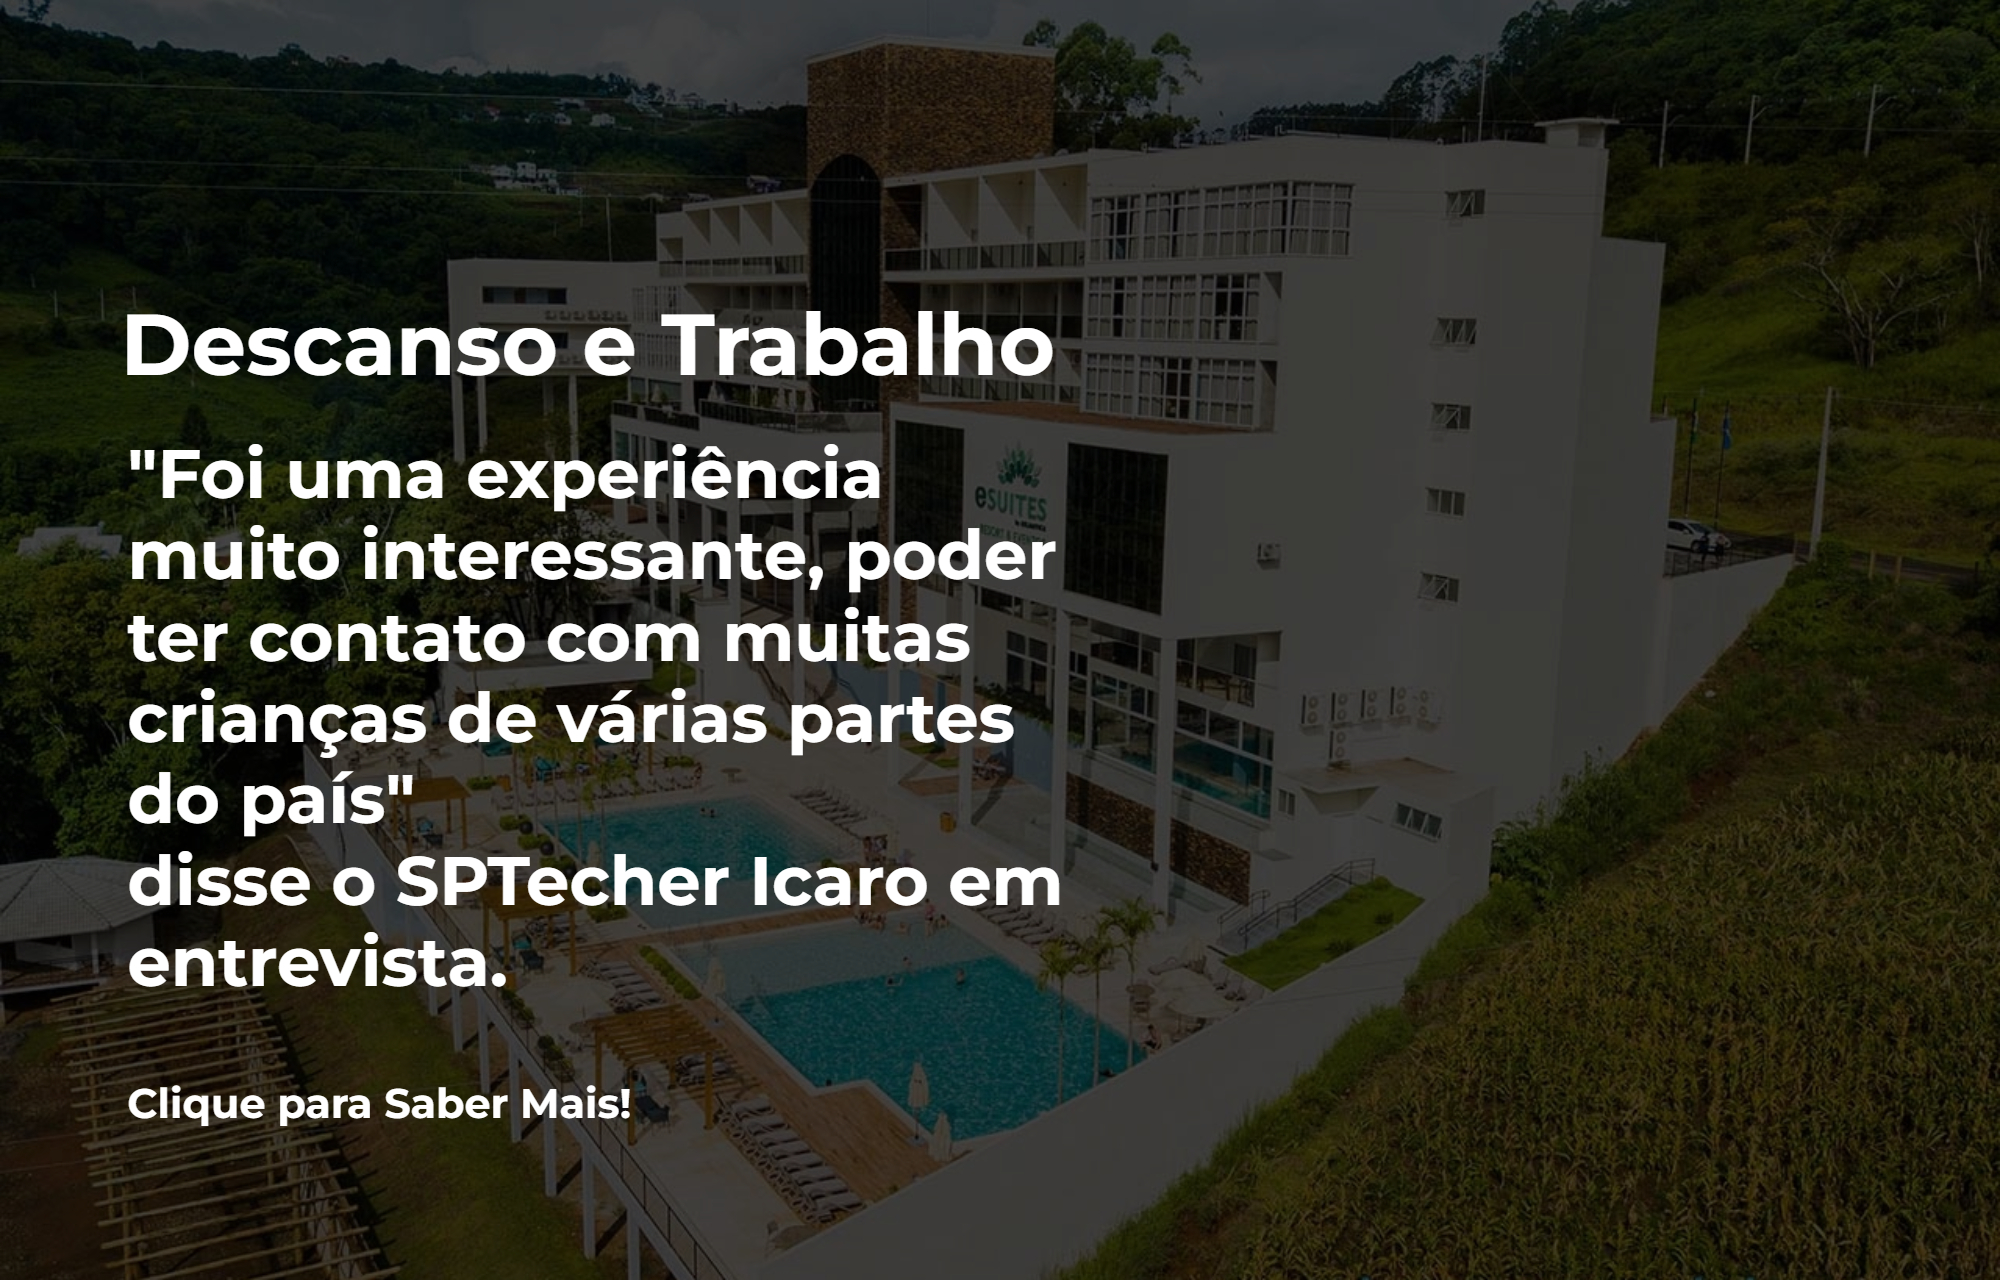 Descanso e Trabalho
"Foi uma experiência
muito interessante, poder
ter contato com muitas
crianças de várias partes
do país"
disse o SPTecher Icaro em
entrevista.
Clique para Saber Mais!
eSUITES